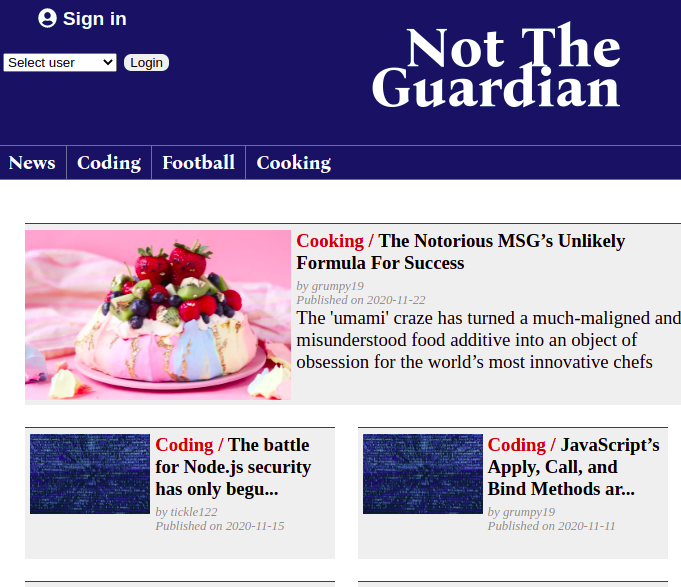 Sign in
Select user
Login
Not The
Guardian
News
Coding
Football
Cooking
Cooking / The Notorious MSG’s Unlikely
Formula For Success
by grumpy19
Published on 2020-11-22
The 'umami' craze has turned a much-maligned and
misunderstood food additive into an object of
obsession for the world’s most innovative chefs
Coding / The battle
for Node.js security
has only begu...
by tickle122
Published on 2020-11-15
Coding / JavaScript’s
Apply, Call, and
Bind Methods ar...
by grumpy19
Published on 2020-11-11